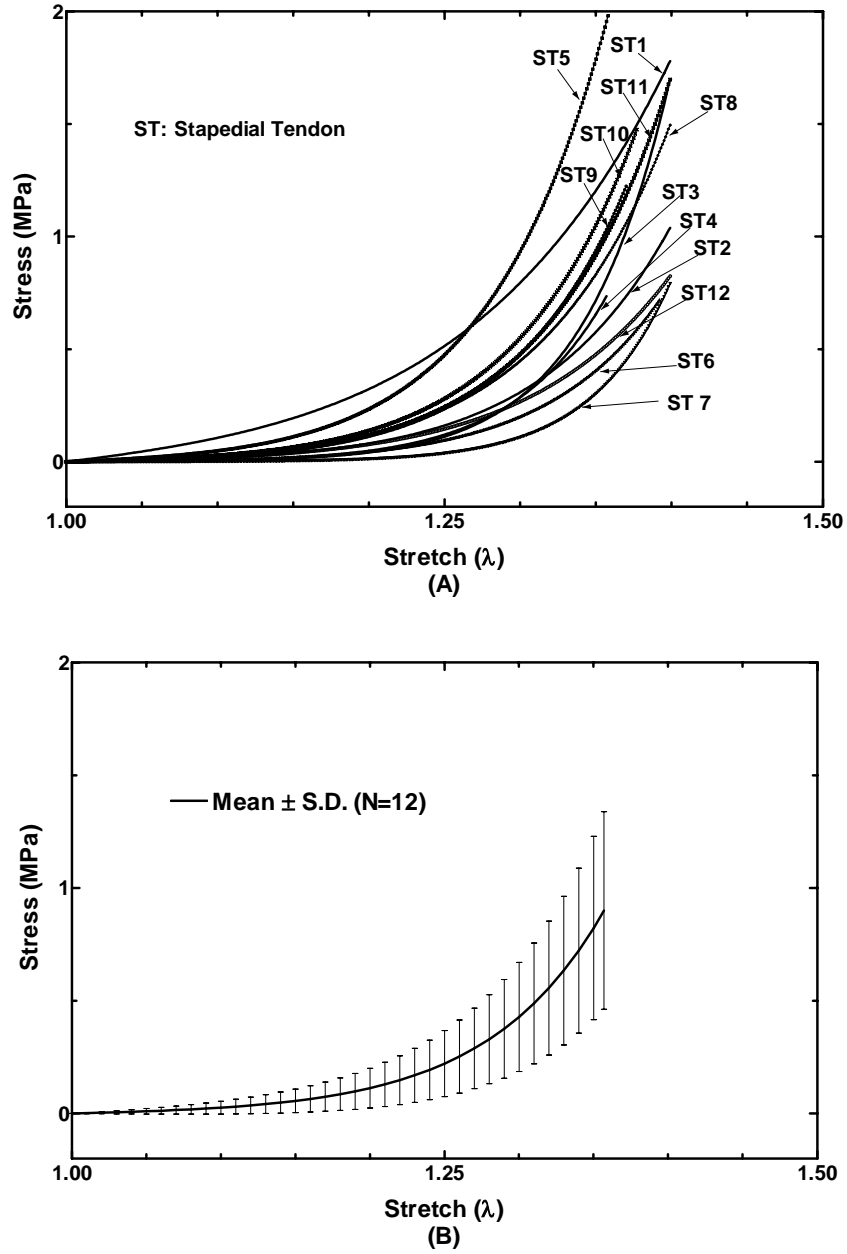 2
ST1
ST5
ST11
ST8
ST: Stapedial Tendon
ST10
ST9
ST3
1
ST4
ST2
ST12
ST6
ST 7
0
Stress (MPa)
1.00 1.25 1.50
Stretch (λ)
(A)
2
Mean ± S.D. (N=12)
1
0
Stress (MPa)
1.00 1.25 1.50
Stretch (λ)
(B)